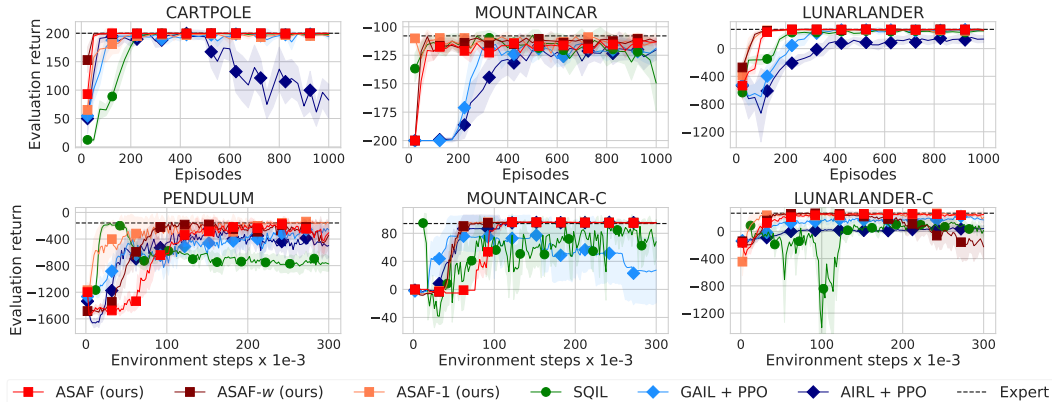 CARTPOLE
MOUNTAINCAR
LUNARLANDER
Evaluation return
200
150
100
50
0
0 200 400 600 800 1000
Episodes
−120
−140
−160
−180
−200
0 200 400 600 800 1000
Episodes
0
−400
−800
−1200
0 200 400 600 800 1000
Episodes
PENDULUM
MOUNTAINCAR-C
LUNARLANDER-C
Evaluation return
0
−400
−800
−1200
−1600
0 100 200 300
Environment steps x 1e-3
80
40
0
−40
0 100 200 300
Environment steps x 1e-3
0
−400
−800
−1200
0 100 200 300
Environment steps x 1e-3
ASAF (ours) ASAF-w (ours) ASAF-1 (ours) SQIL GAIL + PPO AIRL + PPO Expert